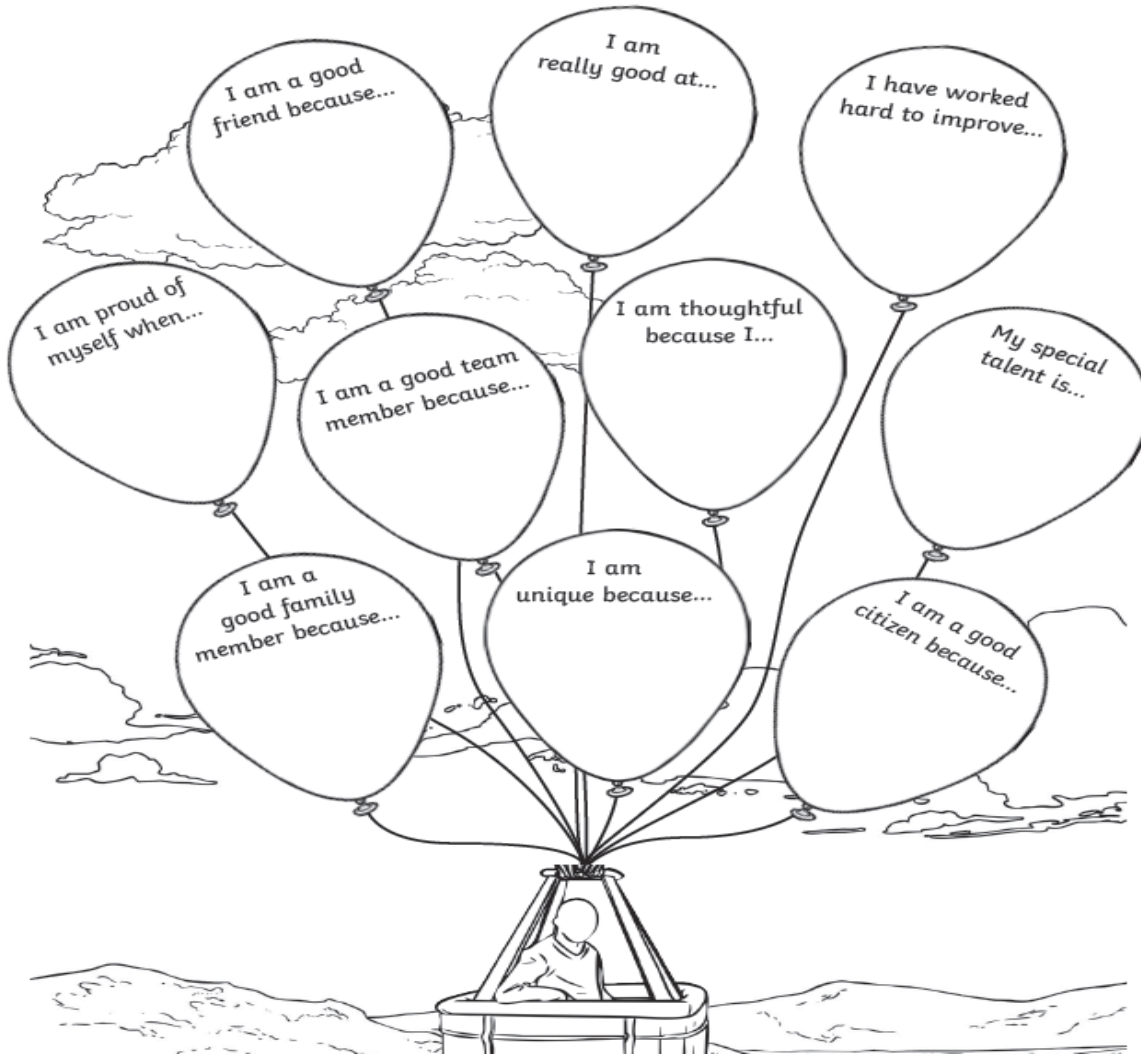 I am a good
friend because...
I am
really good at...
I have worked
hard to improve...
I am proud of
myself when...
I am a good team
member because...
I am thoughtful
because I...
My special
talent is...
I am a
good family
member because...
I am
unique because...
I am a good
citizen because...